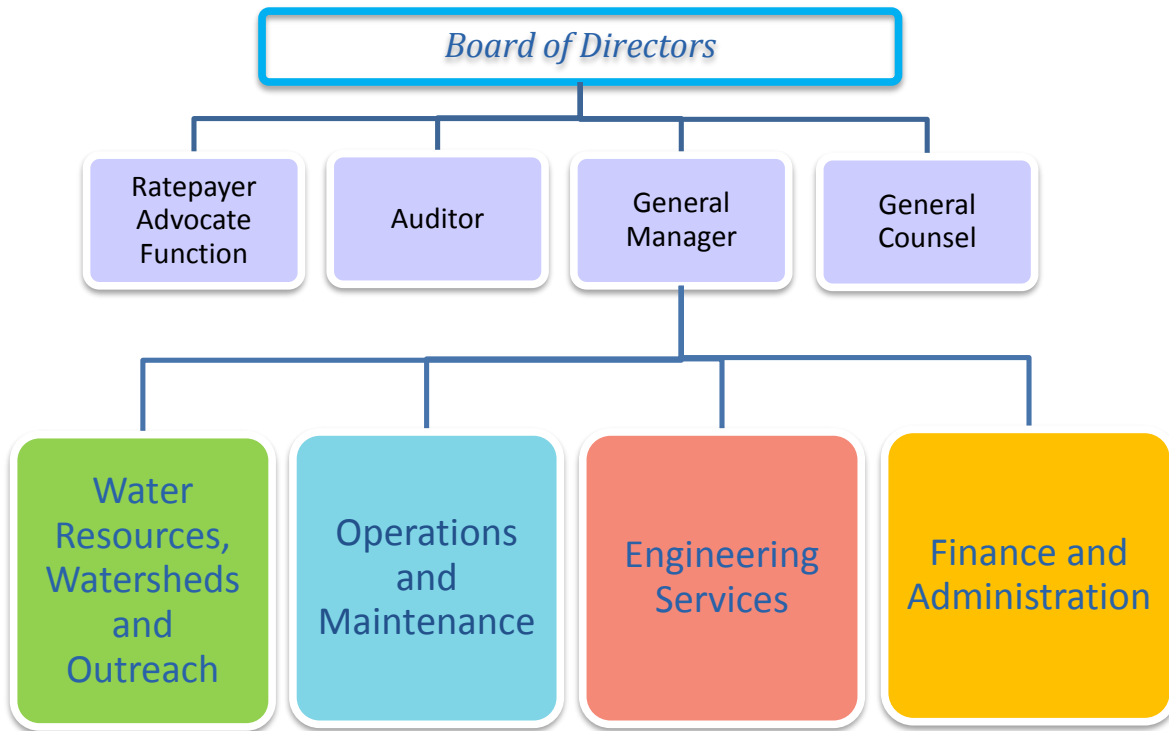 Board of Directors
Ratepayer
Advocate
Function
Auditor
General
Manager
General
Counsel
Water
Resources,
Watersheds
and
Outreach
Operations
and
Maintenance
Engineering
Services
Finance and
Administration